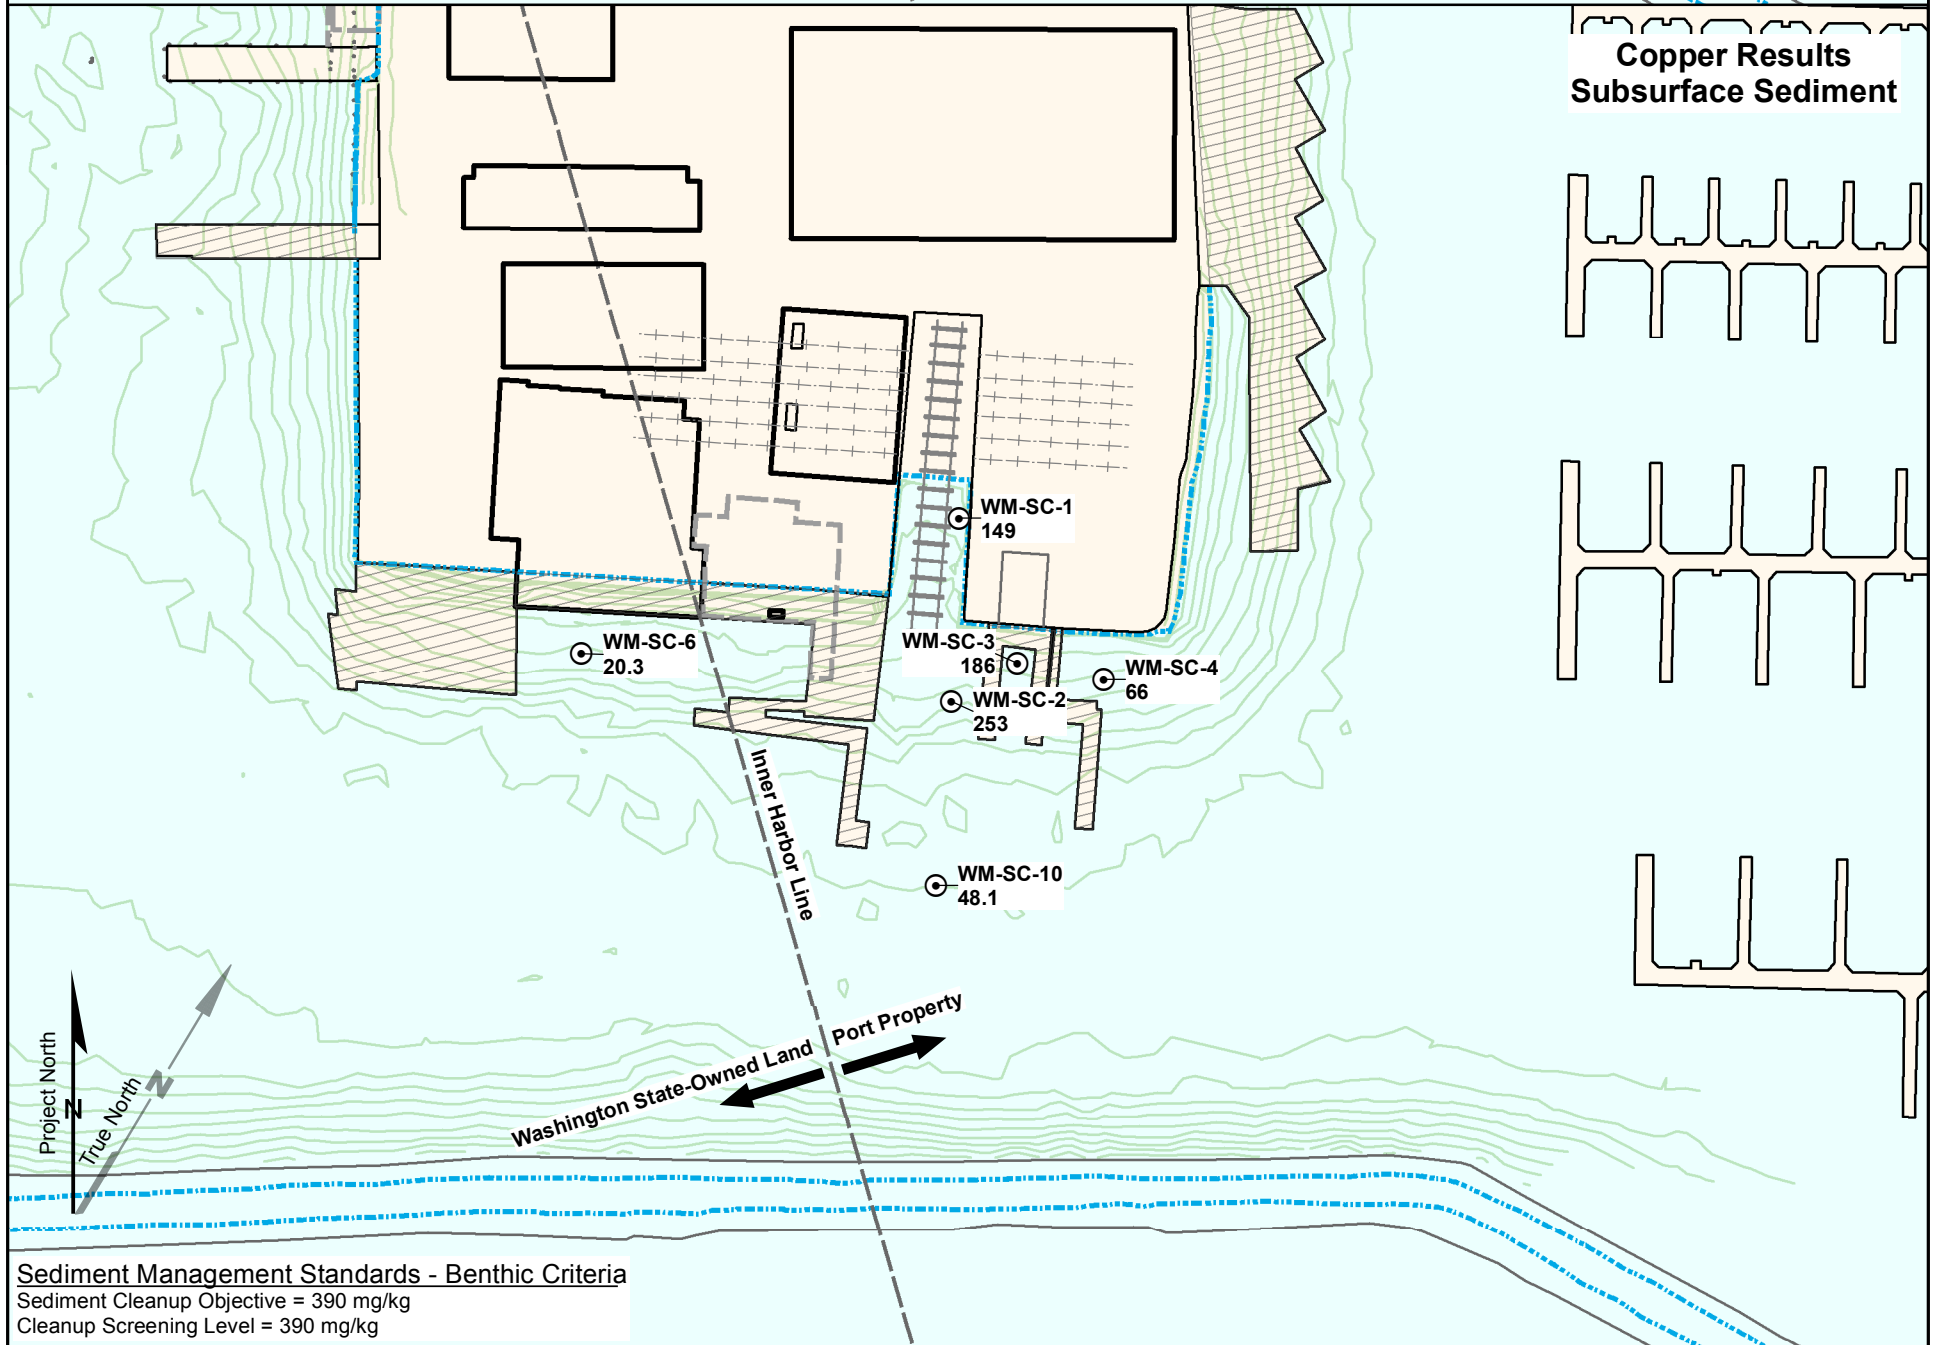 Copper Results
Subsurface Sediment
WM-SC-1
149
WM-SC-6
20.3
WM-SC-3
186
WM-SC-4
66
WM-SC-2
253
Inner Harbor Line
WM-SC-10
48.1
Port Property
Washington State-Owned Land
Project North
N
True North
N
Sediment Management Standards - Benthic Criteria
Sediment Cleanup Objective = 390 mg/kg
Cleanup Screening Level = 390 mg/kg